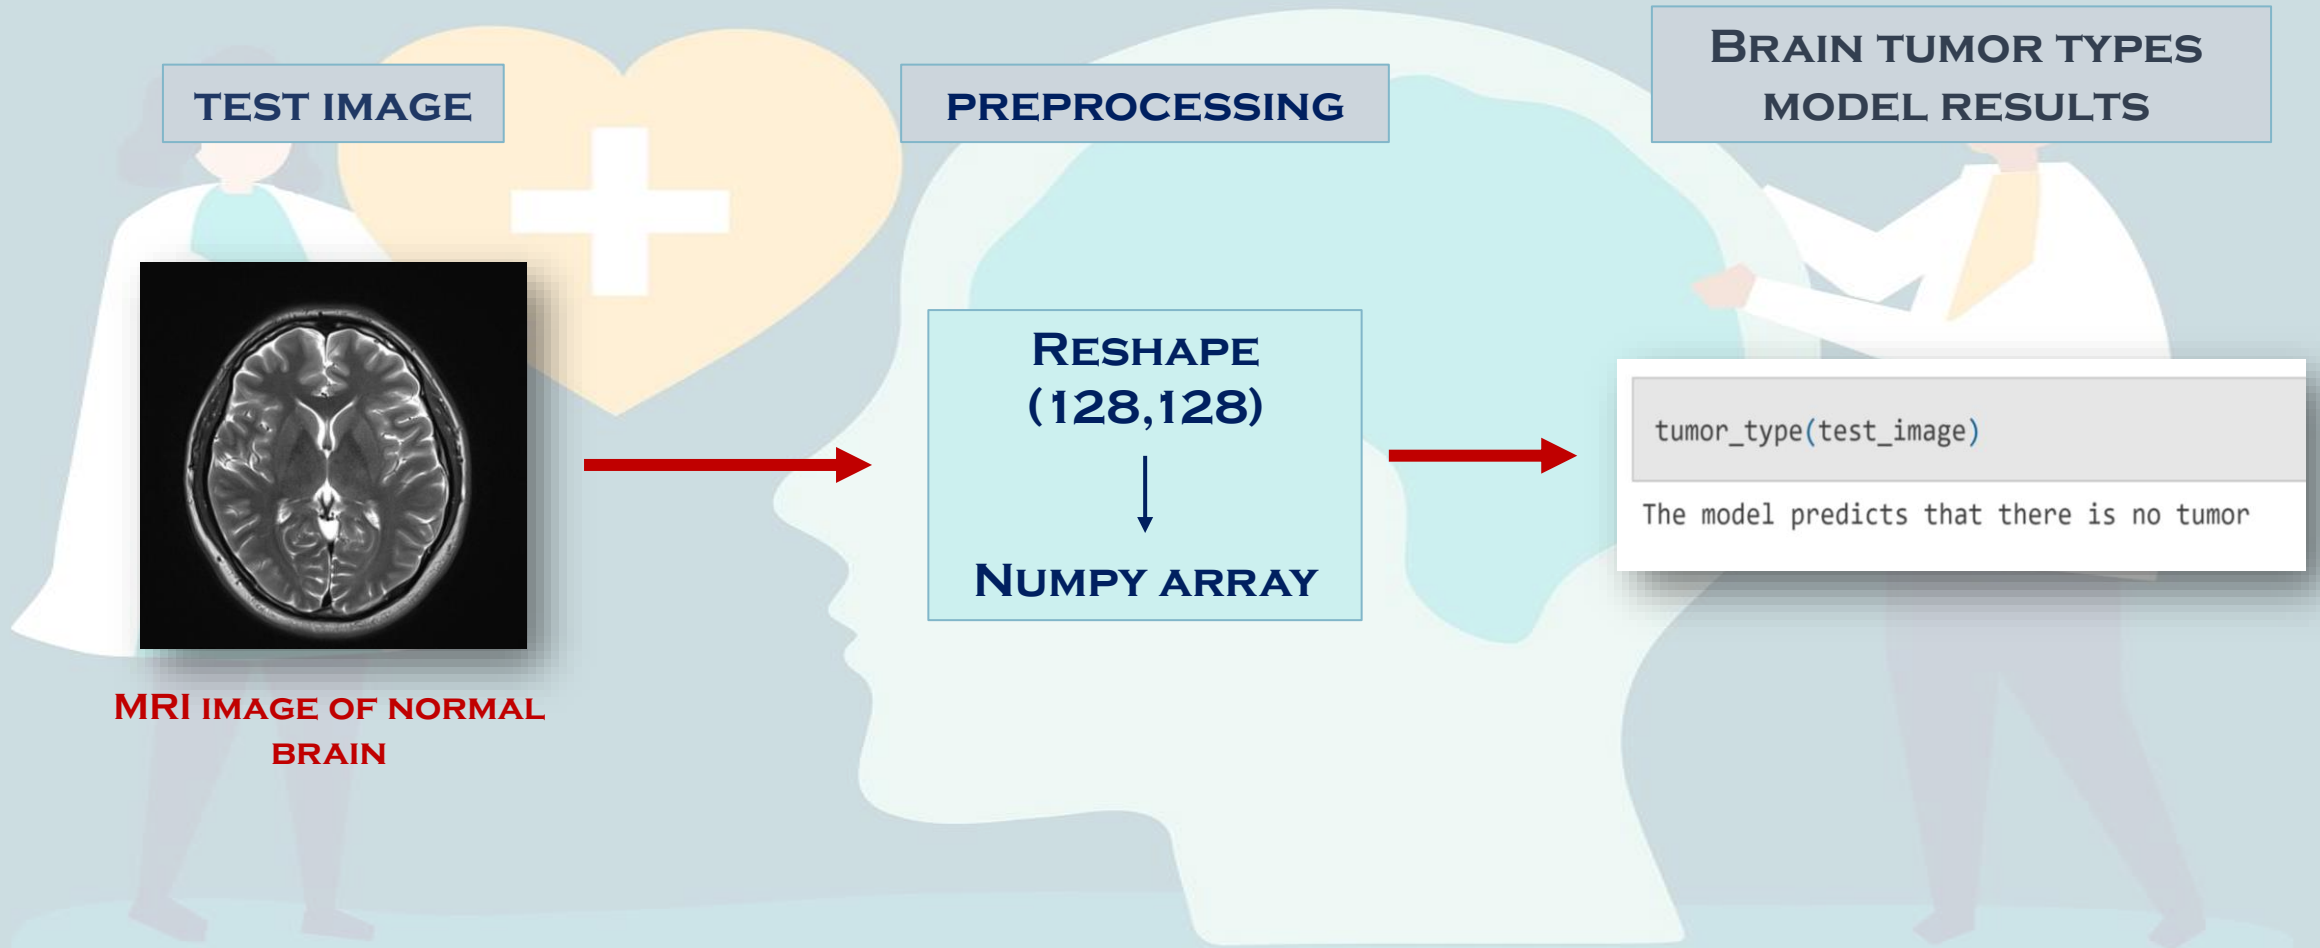 TEST IMAGE
PREPROCESSING
BRAIN TUMOR TYPES
MODEL RESULTS
RESHAPE
(128,128)
NUMPY ARRAY
tumor_type(test_image)
The model predicts that there is no tumor
MRI IMAGE OF NORMAL
BRAIN